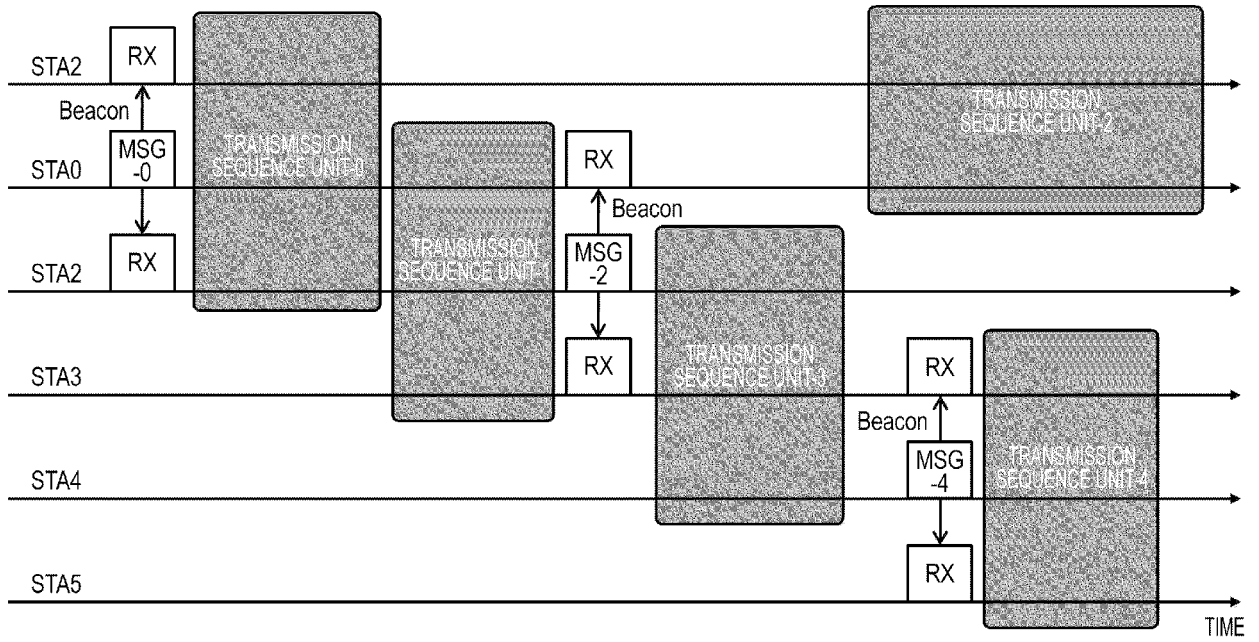 RX
STA2
Beacon
MSG
-0
STA0
RX
STA2
TRANSMISSION
SEQUENCE UNIT-0
TRANSMISSION
SEQUENCE UNIT
RX
Beacon
MSG
-2
RX
TRANSMISSION
SEQUENCE UNIT-2
STA3
TRANSMISSION
SEQUENCE UNIT-3
RX
Beacon
MSG
-4
RX
TRANSMISSION
SEQUENCE UNIT-4
STA4
STA5
TIME